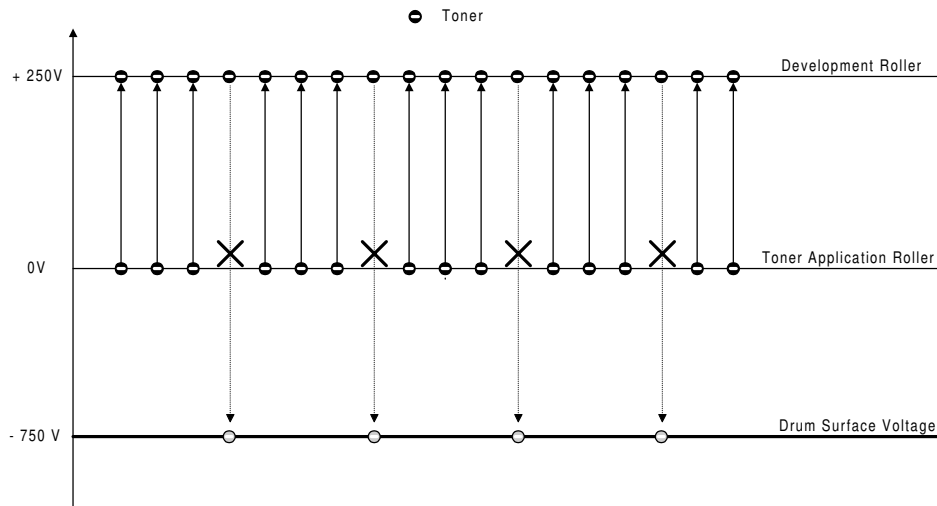 Toner
+ 250V
Development Roller
0V
Toner Application Roller
- 750 V
Drum Surface Voltage